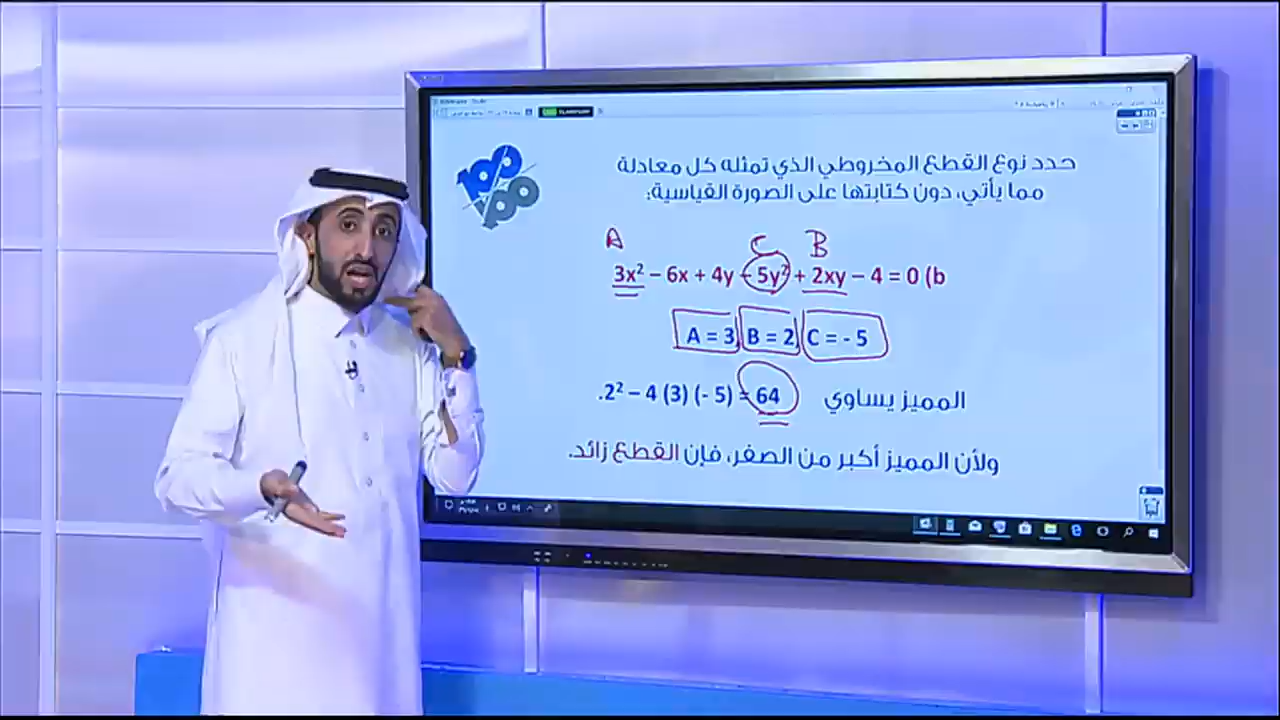 حدد نوع القطع المخروطي الذي تمثله كل معادلة
مما يأتي، دون كتابتها على الصورة القياسية:
A C B
3x² – 6x + 4y – 5y² + 2xy – 4 = 0 (b
A = 3, B = 2, C = - 5
المميز يساوي .2² – 4 (3) (- 5) = 64
ولأن المميز أكبر من الصفر، فإن القطع زائد.